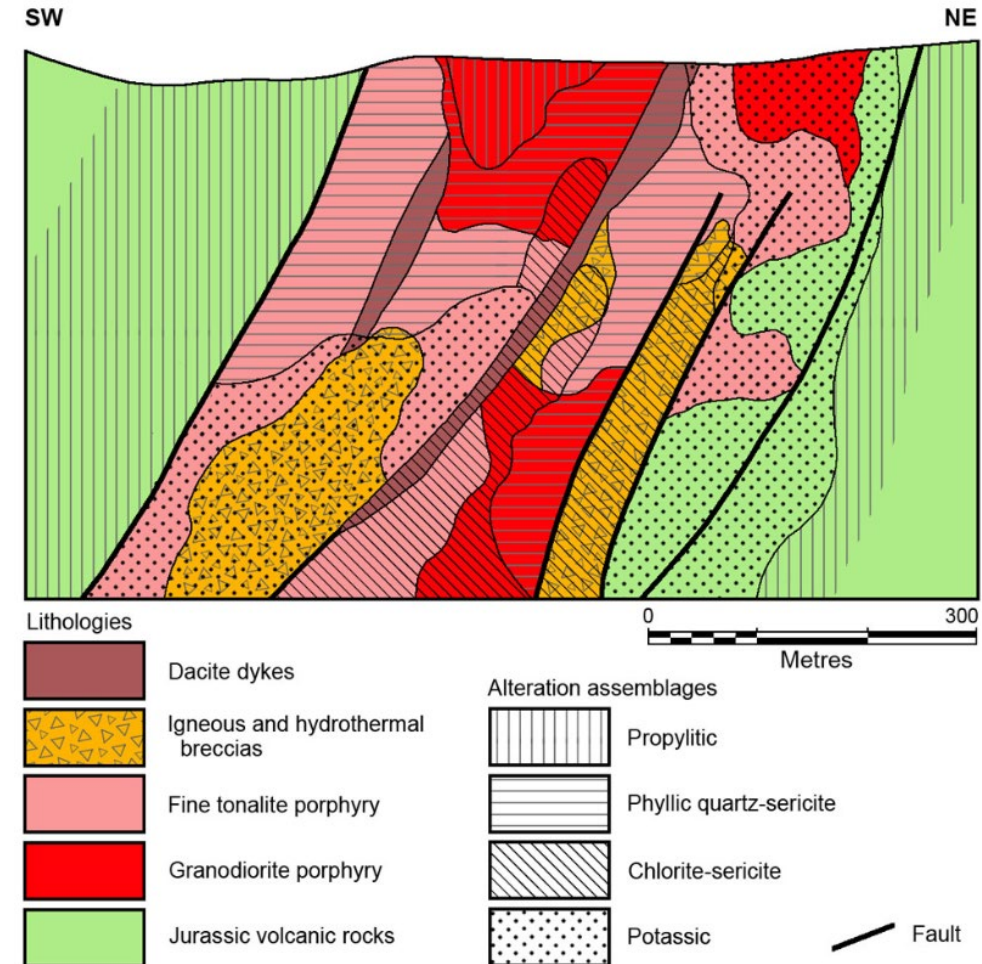 SW
NE
0
300
Metres
Lithologies
Dacite dykes
Igneous and hydrothermal
breccias
Fine tonalite porphyry
Granodiorite porphyry
Jurassic volcanic rocks
Alteration assemblages
Propylitic
Phyllic quartz-sericite
Chlorite-sericite
Potassic
Fault